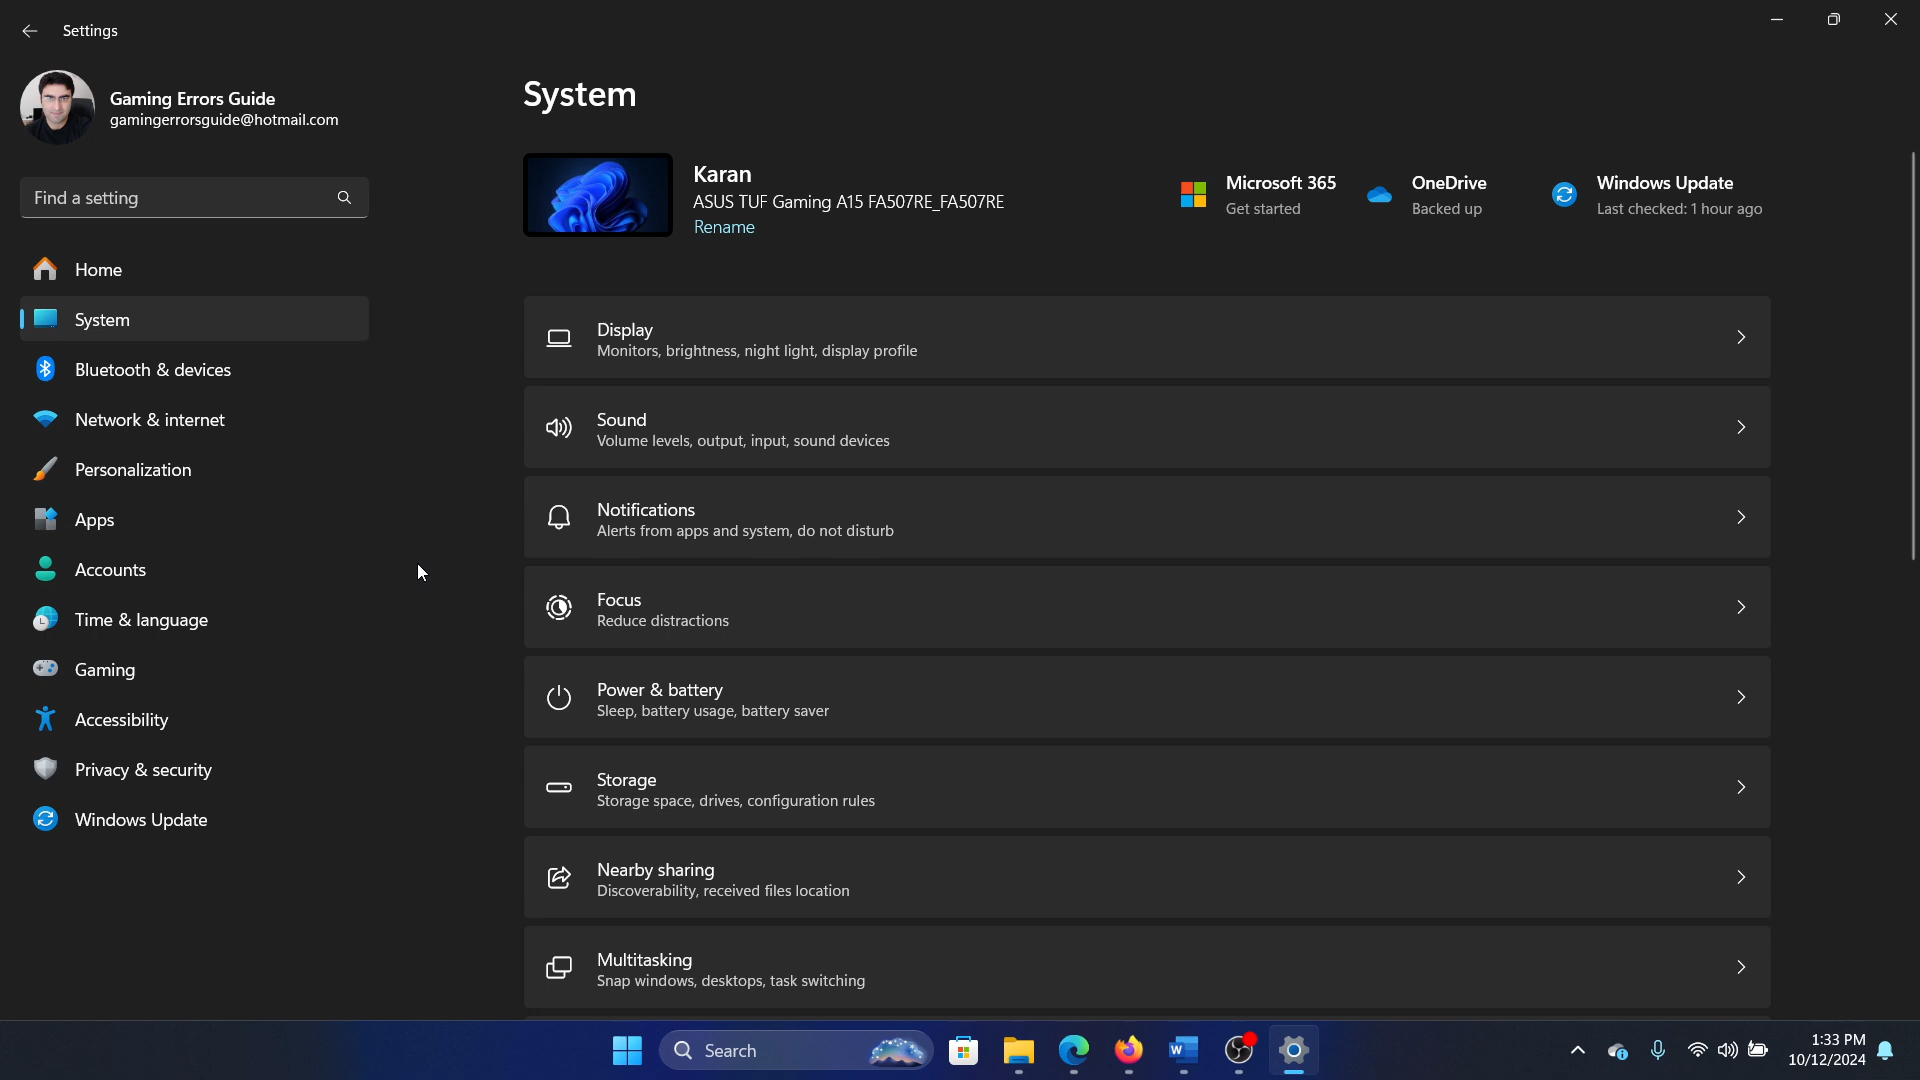 Settings
Gaming Errors Guide
gamingerrorsguide@hotmail.com
Find a setting
Home
System
Bluetooth & devices
Network & internet
Personalization
Apps
Accounts
Time & language
Gaming
Accessibility
Privacy & security
Windows Update
System
Karan
ASUS TUF Gaming A15 FA507RE_FA507RE
Rename
Microsoft 365
Get started
OneDrive
Backed up
Windows Update
Last checked: 1 hour ago
Display
Monitors, brightness, night light, display profile
Sound
Volume levels, output, input, sound devices
Notifications
Alerts from apps and system, do not disturb
Focus
Reduce distractions
Power & battery
Sleep, battery usage, battery saver
Storage
Storage space, drives, configuration rules
Nearby sharing
Discoverability, received files location
Multitasking
Snap windows, desktops, task switching
Search
W
1:33 PM
10/12/2024